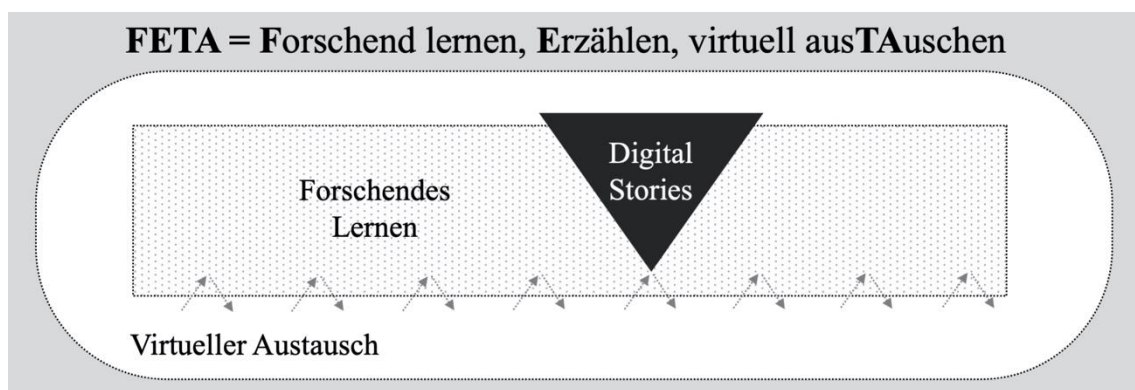 FETA = Forschend lernen, Erzählen, virtuell ausTAuschen
Digital
Stories
Forschendes
Lernen
Virtueller Austausch